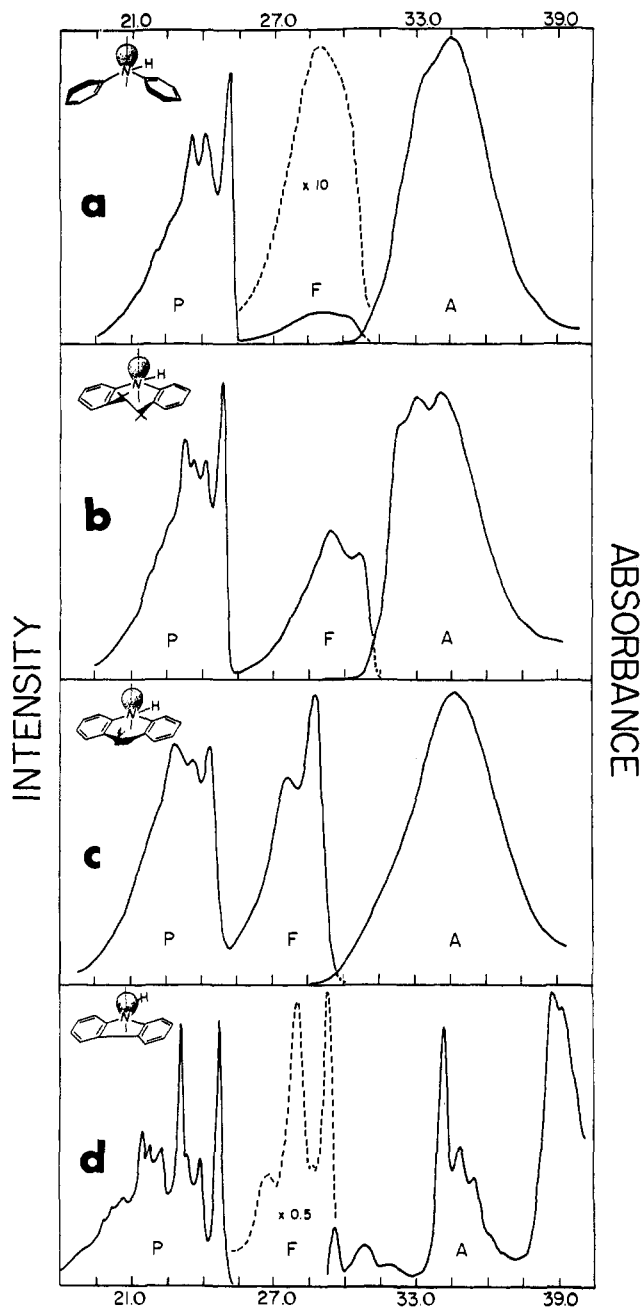 21.0 27.0 33.0 39.0
N H
a
x 10
P F A
N H
b
P F A
INTENSITY
ABSORBANCE
N H
c
P F A
N H
d
x 0.5
P F A
21.0 27.0 33.0 39.0